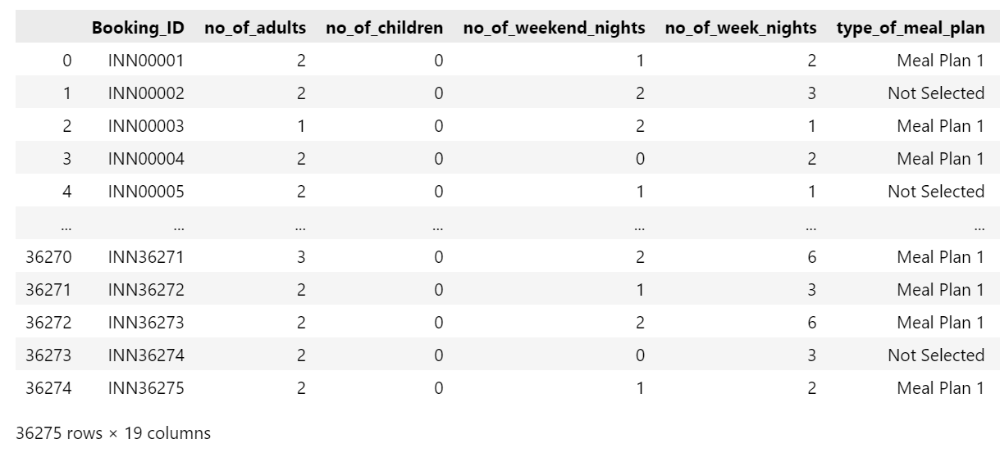 Booking_ID no_of_adults no_of_children no_of_weekend_nights no_of_week_nights type_of_meal_plan
0 INN00001 2 0 1 2 Meal Plan 1
1 INN00002 2 0 2 3 Not Selected
2 INN00003 1 0 2 1 Meal Plan 1
3 INN00004 2 0 0 2 Meal Plan 1
4 INN00005 2 0 1 1 Not Selected
... ... ... ... ... ... ...
36270 INN36271 3 0 2 6 Meal Plan 1
36271 INN36272 2 0 1 3 Meal Plan 1
36272 INN36273 2 0 2 6 Meal Plan 1
36273 INN36274 2 0 0 3 Not Selected
36274 INN36275 2 0 1 2 Meal Plan 1
36275 rows × 19 columns